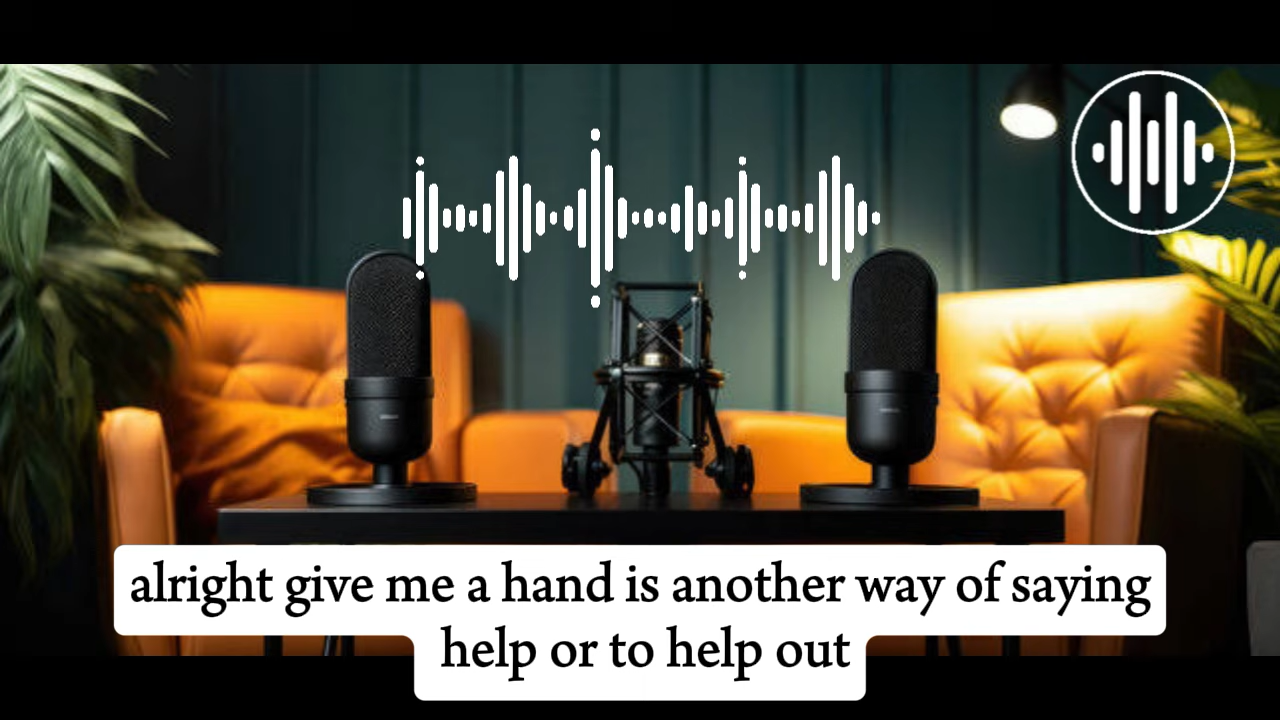 alright give me a hand is another way of saying
help or to help out